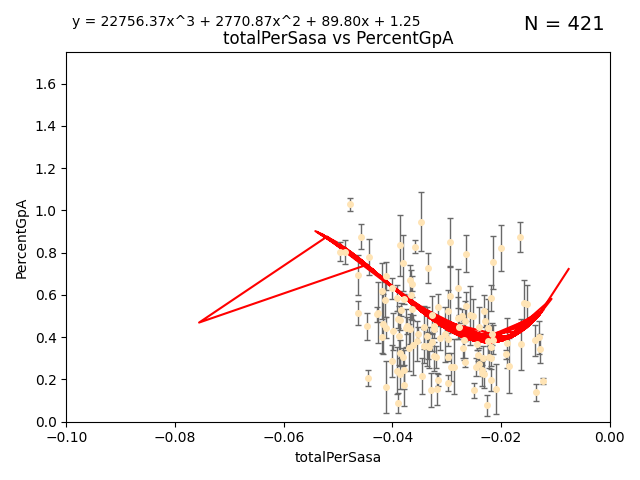 y = 22756.37x^3 + 2770.87x^2 + 89.80x + 1.25
N = 421
totalPerSasa vs PercentGpA
1.6
1.4
1.2
1.0
0.8
0.6
0.4
0.2
0.0
PercentGpA
−0.10 −0.08 −0.06 −0.04 −0.02 0.00
totalPerSasa